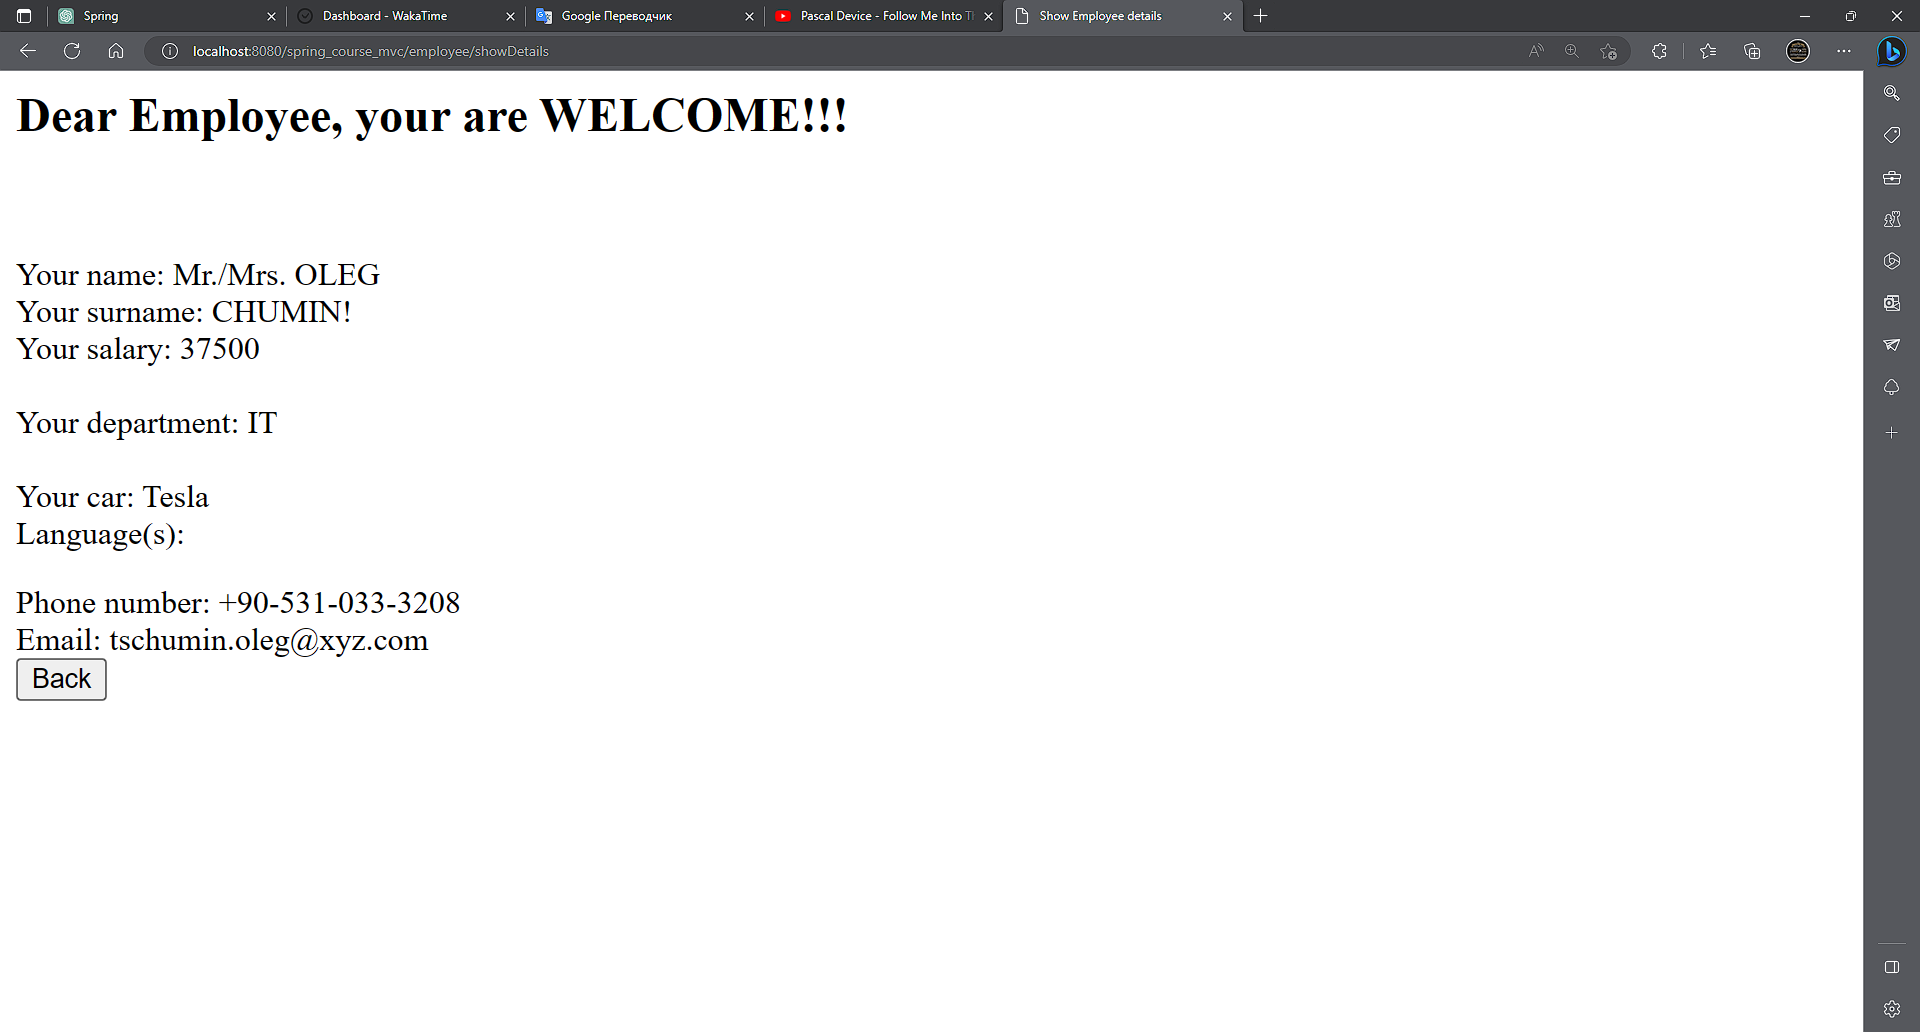 Spring
Dashboard - WakaTime
Google Переводчик
Pascal Device - Follow Me Into T
Show Employee details
localhost:8080/spring_course_mvc/employee/showDetails
Dear Employee, your are WELCOME!!!
Your name: Mr./Mrs. OLEG
Your surname: CHUMIN!
Your salary: 37500
Your department: IT
Your car: Tesla
Language(s):
Phone number: +90-531-033-3208
Email: tschumin.oleg@xyz.com
Back